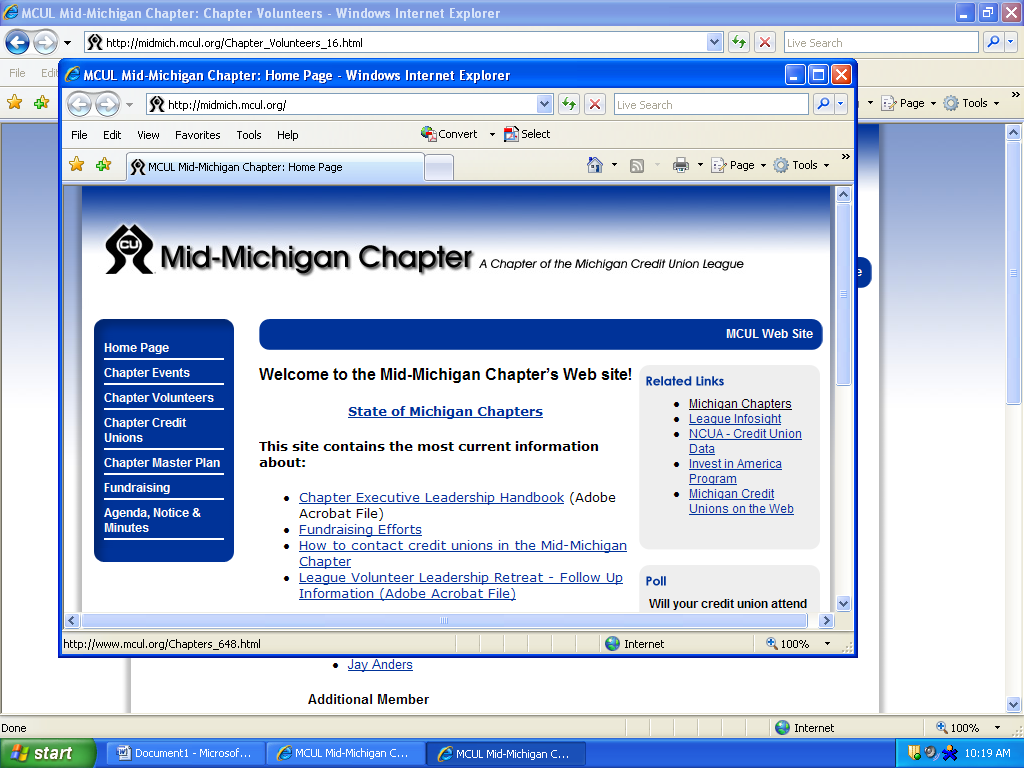 MCUL Mid-Michigan Chapter: Chapter Volunteers - Windows Internet Explorer
http://midmich.mcul.org/Chapter_Volunteers_16.html
Live Search
File
Page
Tools
MCUL Mid-Michigan Chapter: Home Page - Windows Internet Explorer
http://midmich.mcul.org/
Live Search
File Edit View Favorites Tools Help
Convert
Select
MCUL Mid-Michigan Chapter: Home Page
Page
Tools
CU
Mid-Michigan Chapter A Chapter of the Michigan Credit Union League
Home Page
Chapter Events
Chapter Volunteers
Chapter Credit
Unions
Chapter Master Plan
Fundraising
Agenda, Notice &
Minutes
MCUL Web Site
Welcome to the Mid-Michigan Chapter's Web site!
State of Michigan Chapters
This site contains the most current information
about:
• Chapter Executive Leadership Handbook (Adobe
Acrobat File)
• Fundraising Efforts
• How to contact credit unions in the Mid-Michigan
Chapter
• League Volunteer Leadership Retreat - Follow Up
Information (Adobe Acrobat File)
Related Links
• Michigan Chapters
• League Infosight
• NCUA - Credit Union
Data
• Invest in America
Program
• Michigan Credit
Unions on the Web
Poll
Will your credit union attend
http://www.mcul.org/Chapters_648.html
Internet
100%
• Jay Anders
Additional Member
Done
Internet
100%
start
Document1 - Microsof...
MCUL Mid-Michigan C...
MCUL Mid-Michigan C...
10:19 AM